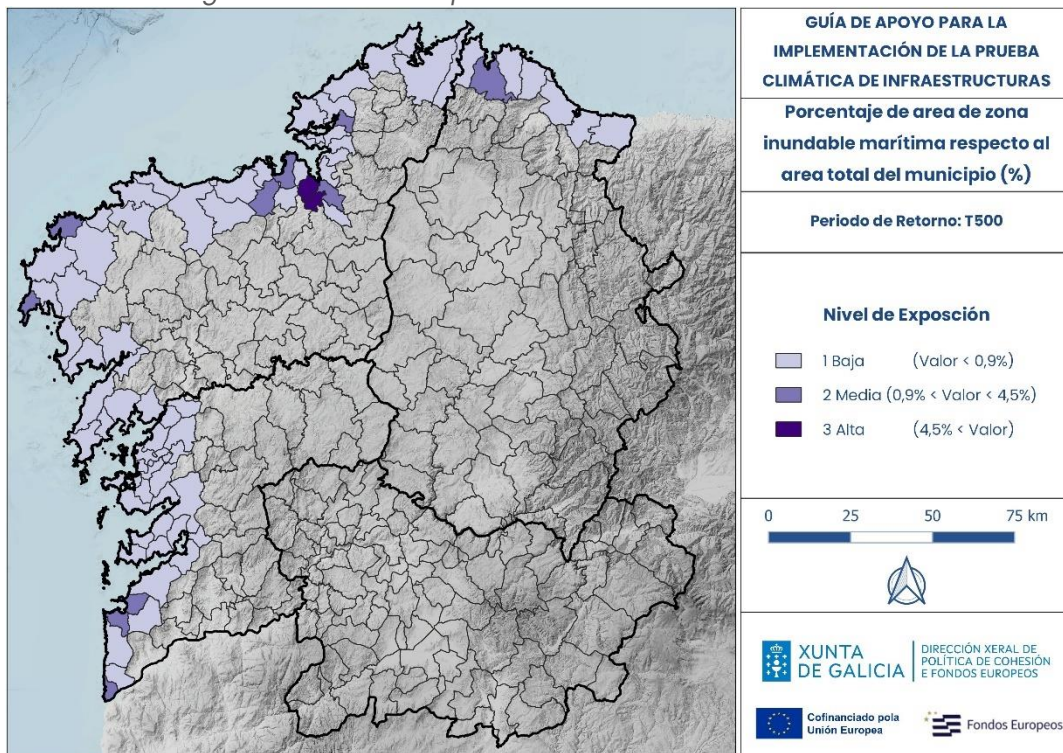 GUÍA DE APOYO PARA LA
IMPLEMENTACIÓN DE LA PRUEBA
CLIMÁTICA DE INFRAESTRUCTURAS
Porcentaje de area de zona
inundable marítima respecto al
area total del municipio (%)
Periodo de Retorno: T500
Nivel de Exposción
1 Baja (Valor < 0,9%)
2 Media (0,9% < Valor < 4,5%)
3 Alta (4,5% < Valor)
0 25 50 75 km
XUNTA
DE GALICIA
DIRECCIÓN XERAL DE
POLÍTICA DE COHESIÓN
E FONDOS EUROPEOS
Cofinanciado pola
Unión Europea
Fondos Europeos